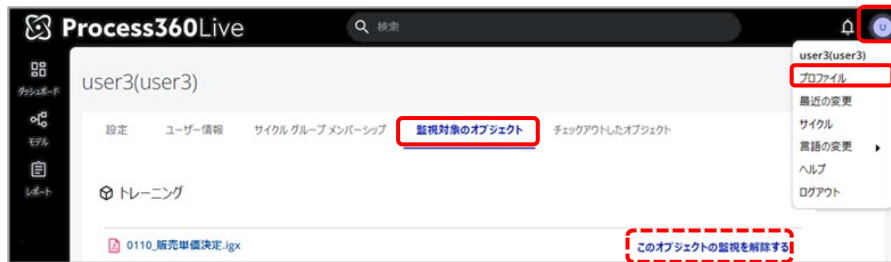 Process360Live
検索
U
user3(user3)
プロファイル
最近の変更
サイクル
言語の変更
ヘルプ
ログアウト
ダッシュボード
モデル
レポート
user3(user3)
設定 ユーザー情報 サイクル グループ メンバーシップ 監視対象のオブジェクト チェックアウトしたオブジェクト
トレーニング
0110_販売単価決定.igx このオブジェクトの監視を解除する